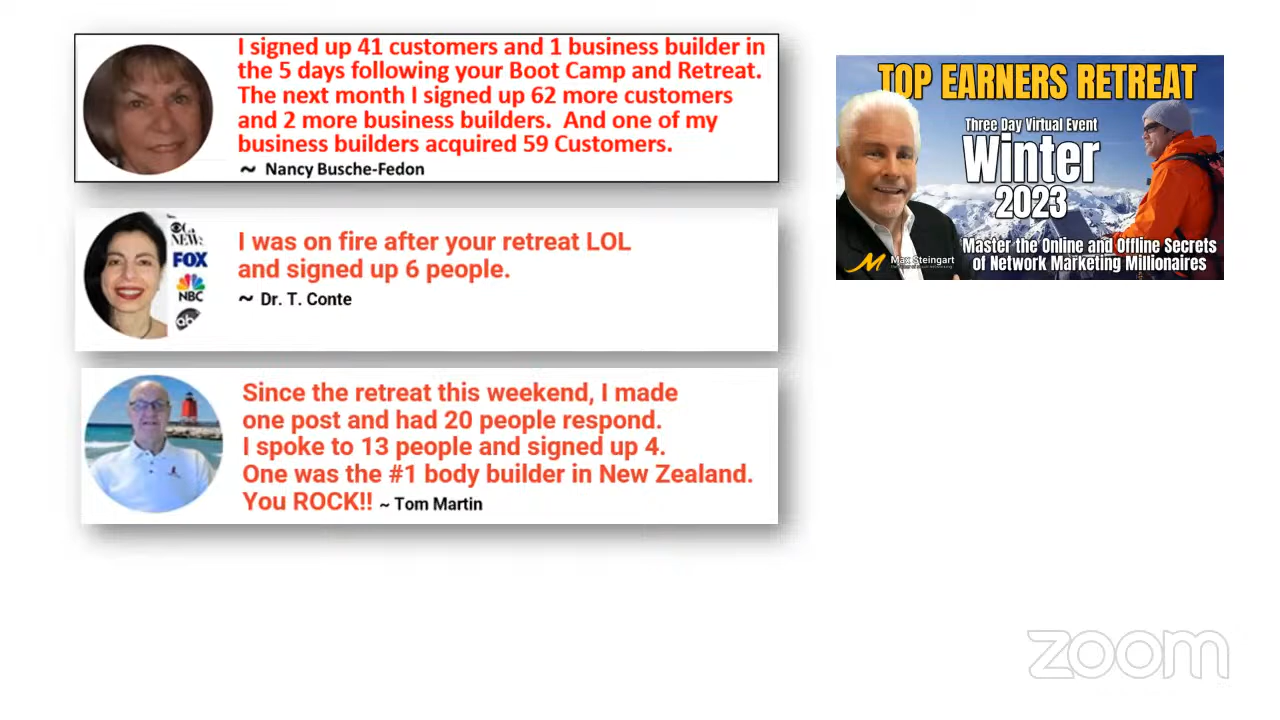 I signed up 41 customers and 1 business builder in
the 5 days following your Boot Camp and Retreat.
The next month I signed up 62 more customers
and 2 more business builders.  And one of my
business builders acquired 59 Customers.
~ Nancy Busche-Fedon
CBS
NEWS
FOX
NBC
abc
I was on fire after your retreat LOL
and signed up 6 people.
~ Dr. T. Conte
Since the retreat this weekend, I made
one post and had 20 people respond.
I spoke to 13 people and signed up 4.
One was the #1 body builder in New Zealand.
You ROCK!! ~ Tom Martin
TOP EARNERS RETREAT
Three Day Virtual Event
Winter
2023
Master the Online and Offline Secrets
of Network Marketing Millionaires
Max Steingart
zoom